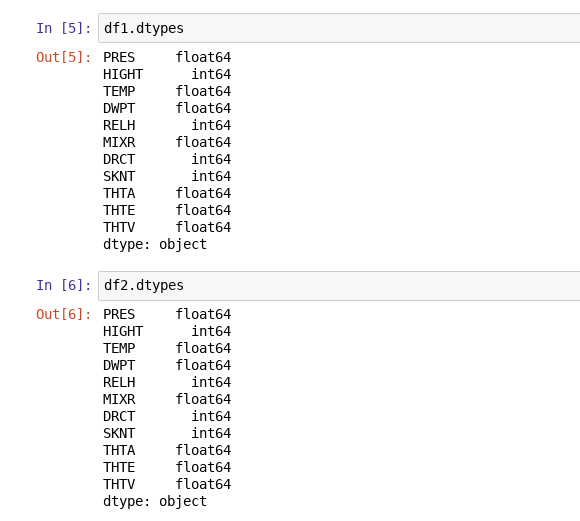 In [5]: df1.dtypes
Out[5]: PRES     float64
HIGHT      int64
TEMP     float64
DWPT     float64
RELH       int64
MIXR     float64
DRCT       int64
SKNT       int64
THTA     float64
THTE     float64
THTV     float64
dtype: object
In [6]: df2.dtypes
Out[6]: PRES     float64
HIGHT      int64
TEMP     float64
DWPT     float64
RELH       int64
MIXR     float64
DRCT       int64
SKNT       int64
THTA     float64
THTE     float64
THTV     float64
dtype: object